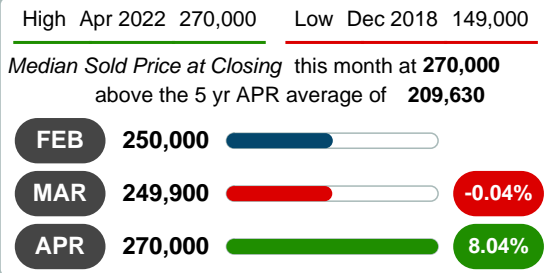 High Apr 2022 270,000 Low Dec 2018 149,000
Median Sold Price at Closing this month at 270,000
above the 5 yr APR average of 209,630
FEB 250,000
MAR 249,900 -0.04%
APR 270,000 8.04%